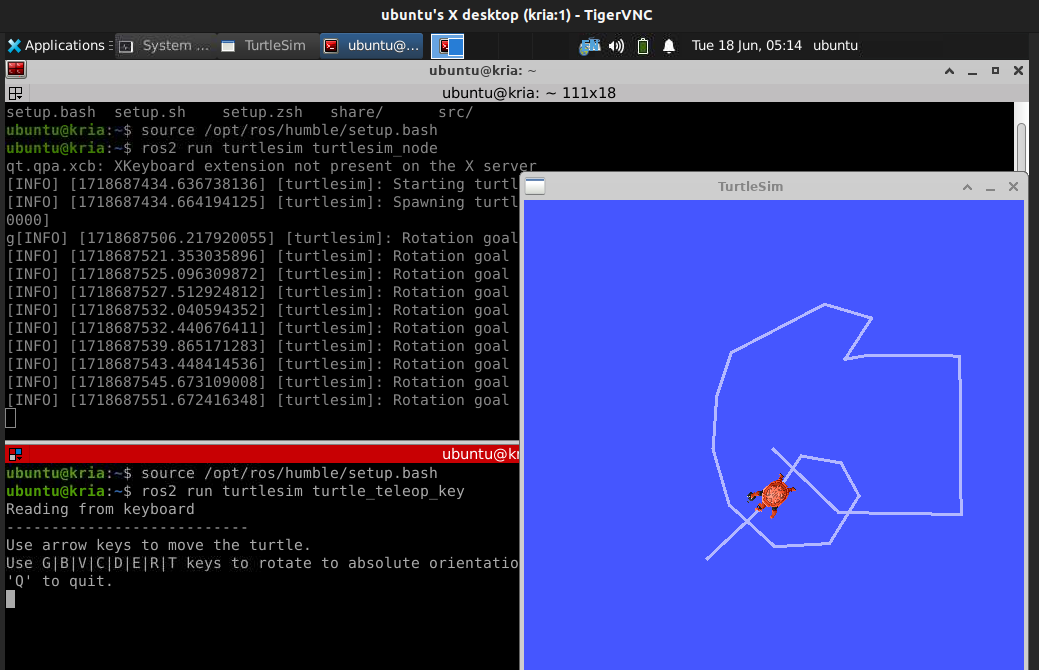 ubuntu's X desktop (kria:1) - TigerVNC
Applications System ... TurtleSim ubuntu@... Tue 18 Jun, 05:14 ubuntu
ubuntu@kria: ~
ubuntu@kria: ~ 111x18
setup.bash setup.sh setup.zsh share/ src/
ubuntu@kria:~$ source /opt/ros/humble/setup.bash
ubuntu@kria:~$ ros2 run turtlesim turtlesim_node
qt.qpa.xcb: XKeyboard extension not present on the X server
[INFO] [1718687434.636738136] [turtlesim]: Starting turtl
[INFO] [1718687434.664194125] [turtlesim]: Spawning turtl
0000]
g[INFO] [1718687506.217920055] [turtlesim]: Rotation goal
[INFO] [1718687521.353035896] [turtlesim]: Rotation goal
[INFO] [1718687525.096309872] [turtlesim]: Rotation goal
[INFO] [1718687527.512924812] [turtlesim]: Rotation goal
[INFO] [1718687532.040594352] [turtlesim]: Rotation goal
[INFO] [1718687532.440676411] [turtlesim]: Rotation goal
[INFO] [1718687539.865171283] [turtlesim]: Rotation goal
[INFO] [1718687543.448414536] [turtlesim]: Rotation goal
[INFO] [1718687545.673109008] [turtlesim]: Rotation goal
[INFO] [1718687551.672416348] [turtlesim]: Rotation goal
TurtleSim
ubuntu@kr
ubuntu@kria:~$ source /opt/ros/humble/setup.bash
ubuntu@kria:~$ ros2 run turtlesim turtle_teleop_key
Reading from keyboard
---------------------------
Use arrow keys to move the turtle.
Use G|B|V|C|D|E|R|T keys to rotate to absolute orientatio
'Q' to quit.